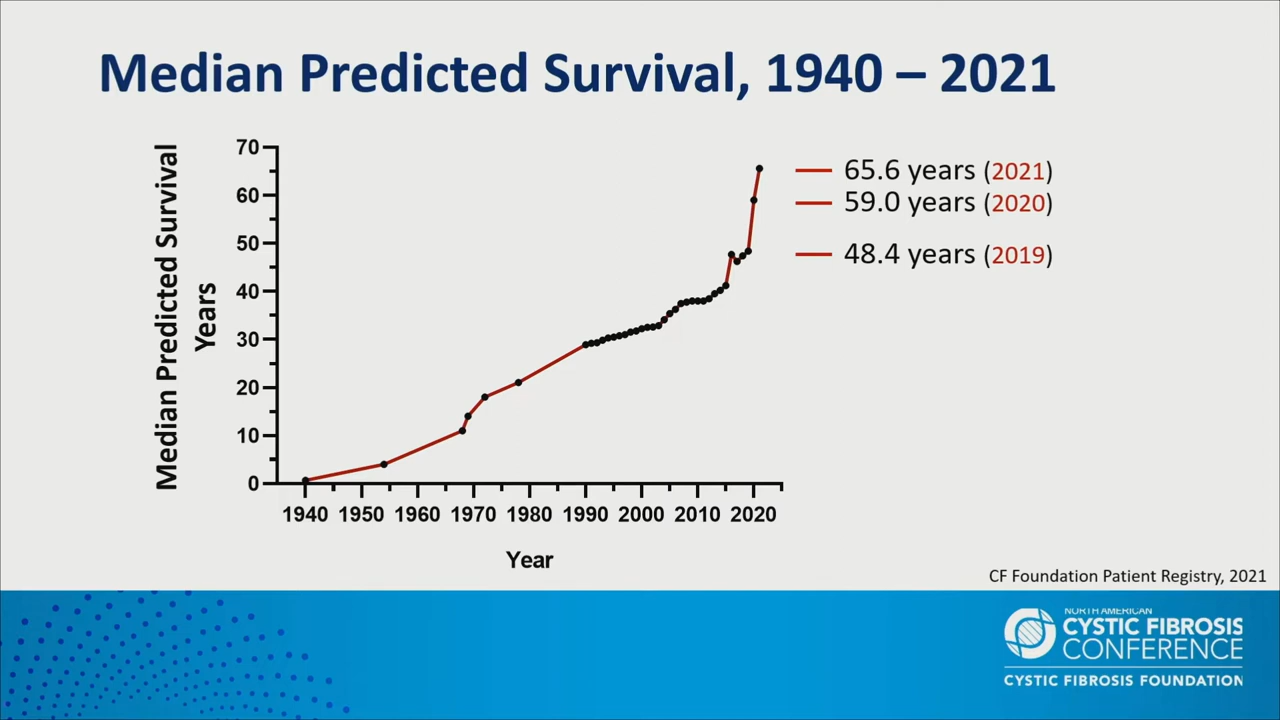 Median Predicted Survival, 1940 – 2021
Median Predicted Survival
Years
70
60
50
40
30
20
10
0
1940 1950 1960 1970 1980 1990 2000 2010 2020
Year
65.6 years (2021)
59.0 years (2020)
48.4 years (2019)
CF Foundation Patient Registry, 2021
NORTH AMERICAN
CYSTIC FIBROSIS
CONFERENCE
CYSTIC FIBROSIS FOUNDATION